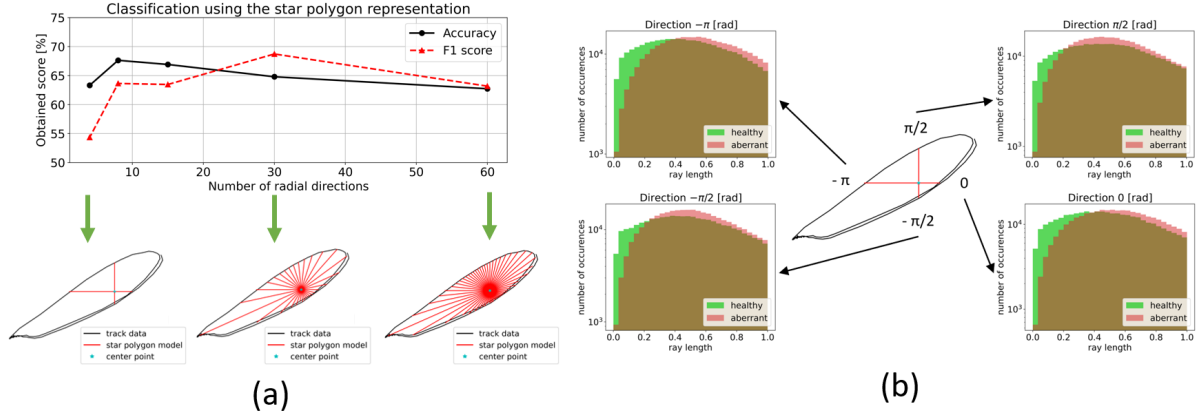 Classification using the star polygon representation
75
70
65
60
55
50
Obtained score [%]
Accuracy
F1 score
10
20
30
40
50
60
Number of radial directions
track data
star polygon model
center point
track data
star polygon model
center point
track data
star polygon model
center point
(a)
Direction −π [rad]
10⁴
10³
number of occurences
healthy
aberrant
0.0 0.2 0.4 0.6 0.8 1.0
ray length
Direction π/2 [rad]
10⁴
10³
number of occurences
healthy
aberrant
0.0 0.2 0.4 0.6 0.8 1.0
ray length
π/2
- π
0
- π/2
Direction −π/2 [rad]
10⁴
10³
number of occurences
healthy
aberrant
0.0 0.2 0.4 0.6 0.8 1.0
ray length
Direction 0 [rad]
10⁴
10³
number of occurences
healthy
aberrant
0.0 0.2 0.4 0.6 0.8 1.0
ray length
(b)